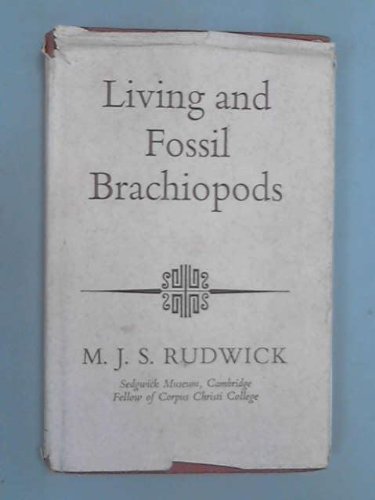 Living and
Fossil
Brachiopods
M. J. S. RUDWICK
Sedgwick Museum, Cambridge
Fellow of Corpus Christi College